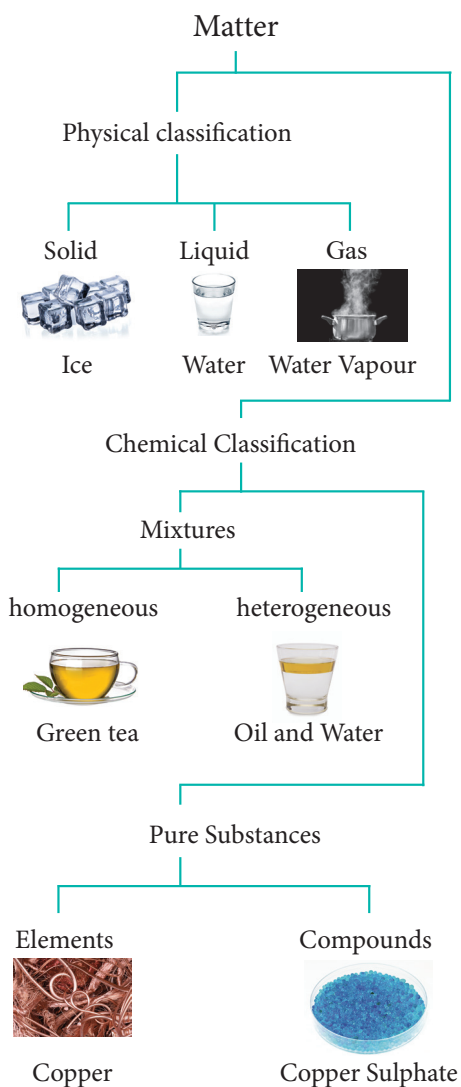 Matter
Physical classification
Solid Liquid Gas
Ice Water Water Vapour
Chemical Classification
Mixtures
homogeneous heterogeneous
Green tea Oil and Water
Pure Substances
Elements Compounds
Copper Copper Sulphate